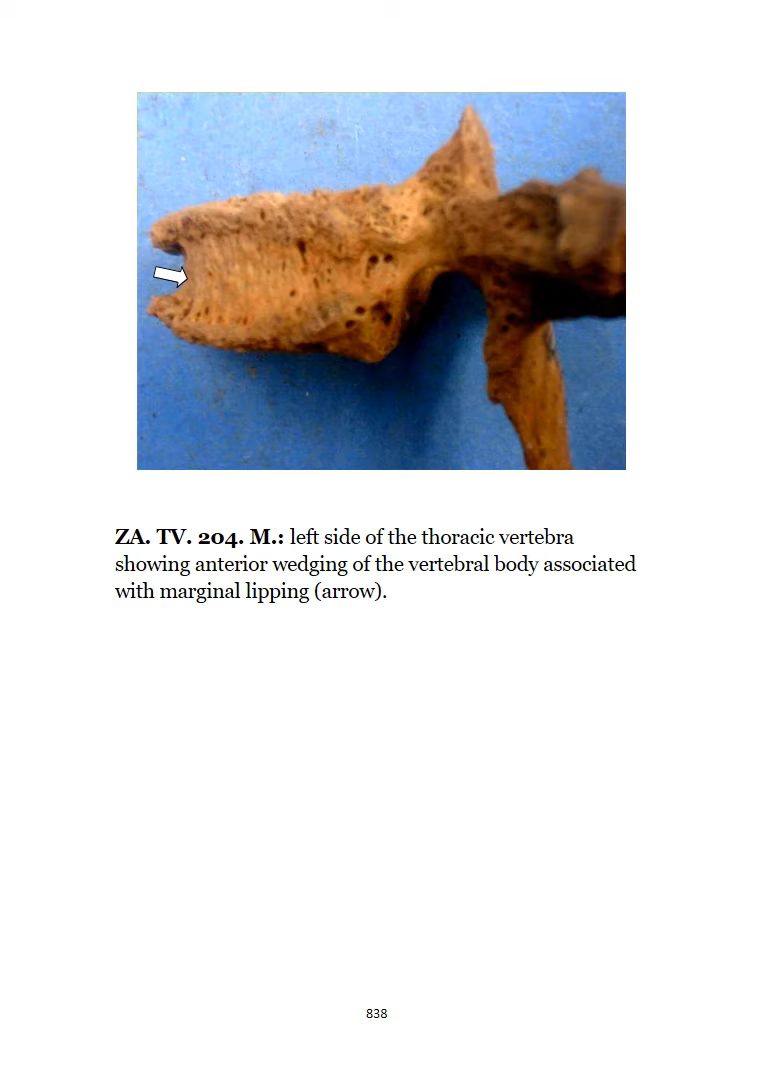 ZA. TV. 204. M.: left side of the thoracic vertebra
showing anterior wedging of the vertebral body associated
with marginal lipping (arrow).
838